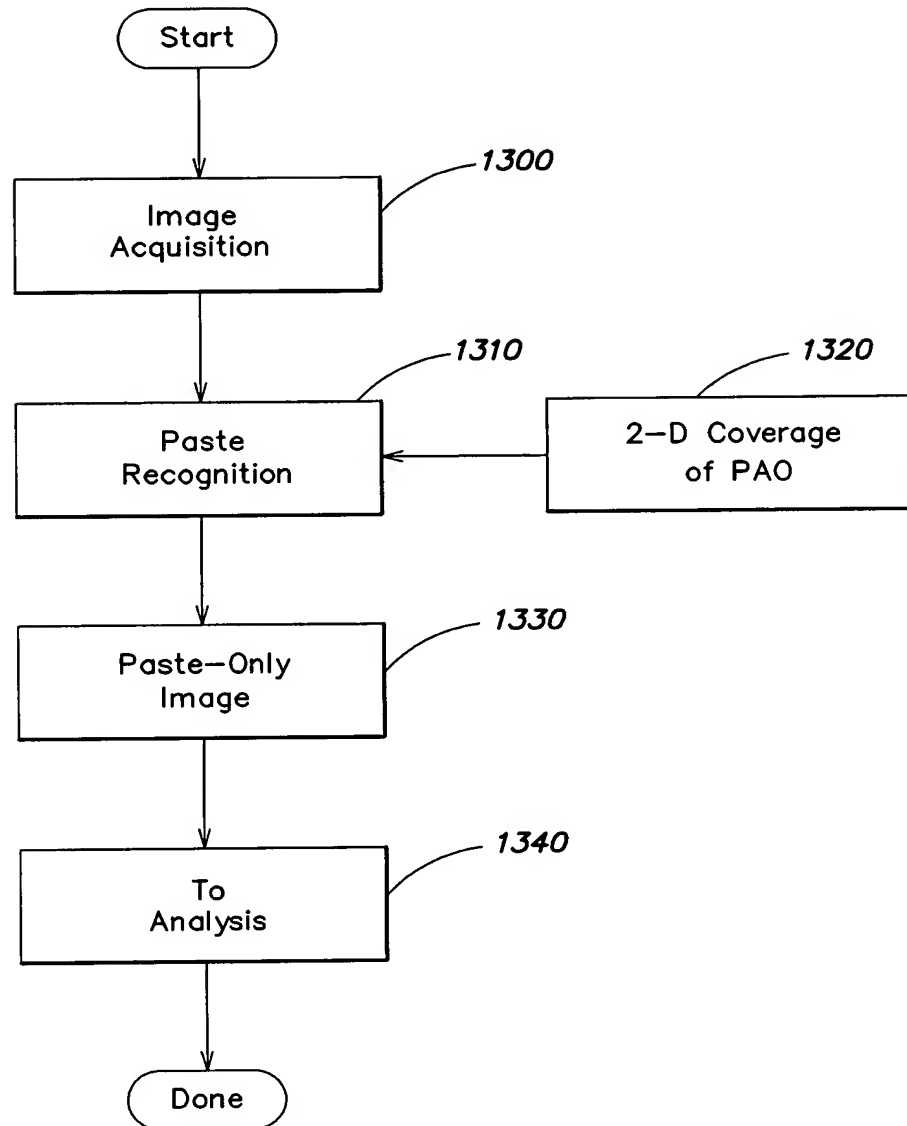 Start
1300
Image
Acquisition
1310
Paste
Recognition
1320
2-D Coverage
of PAO
1330
Paste-Only
Image
1340
To
Analysis
Done